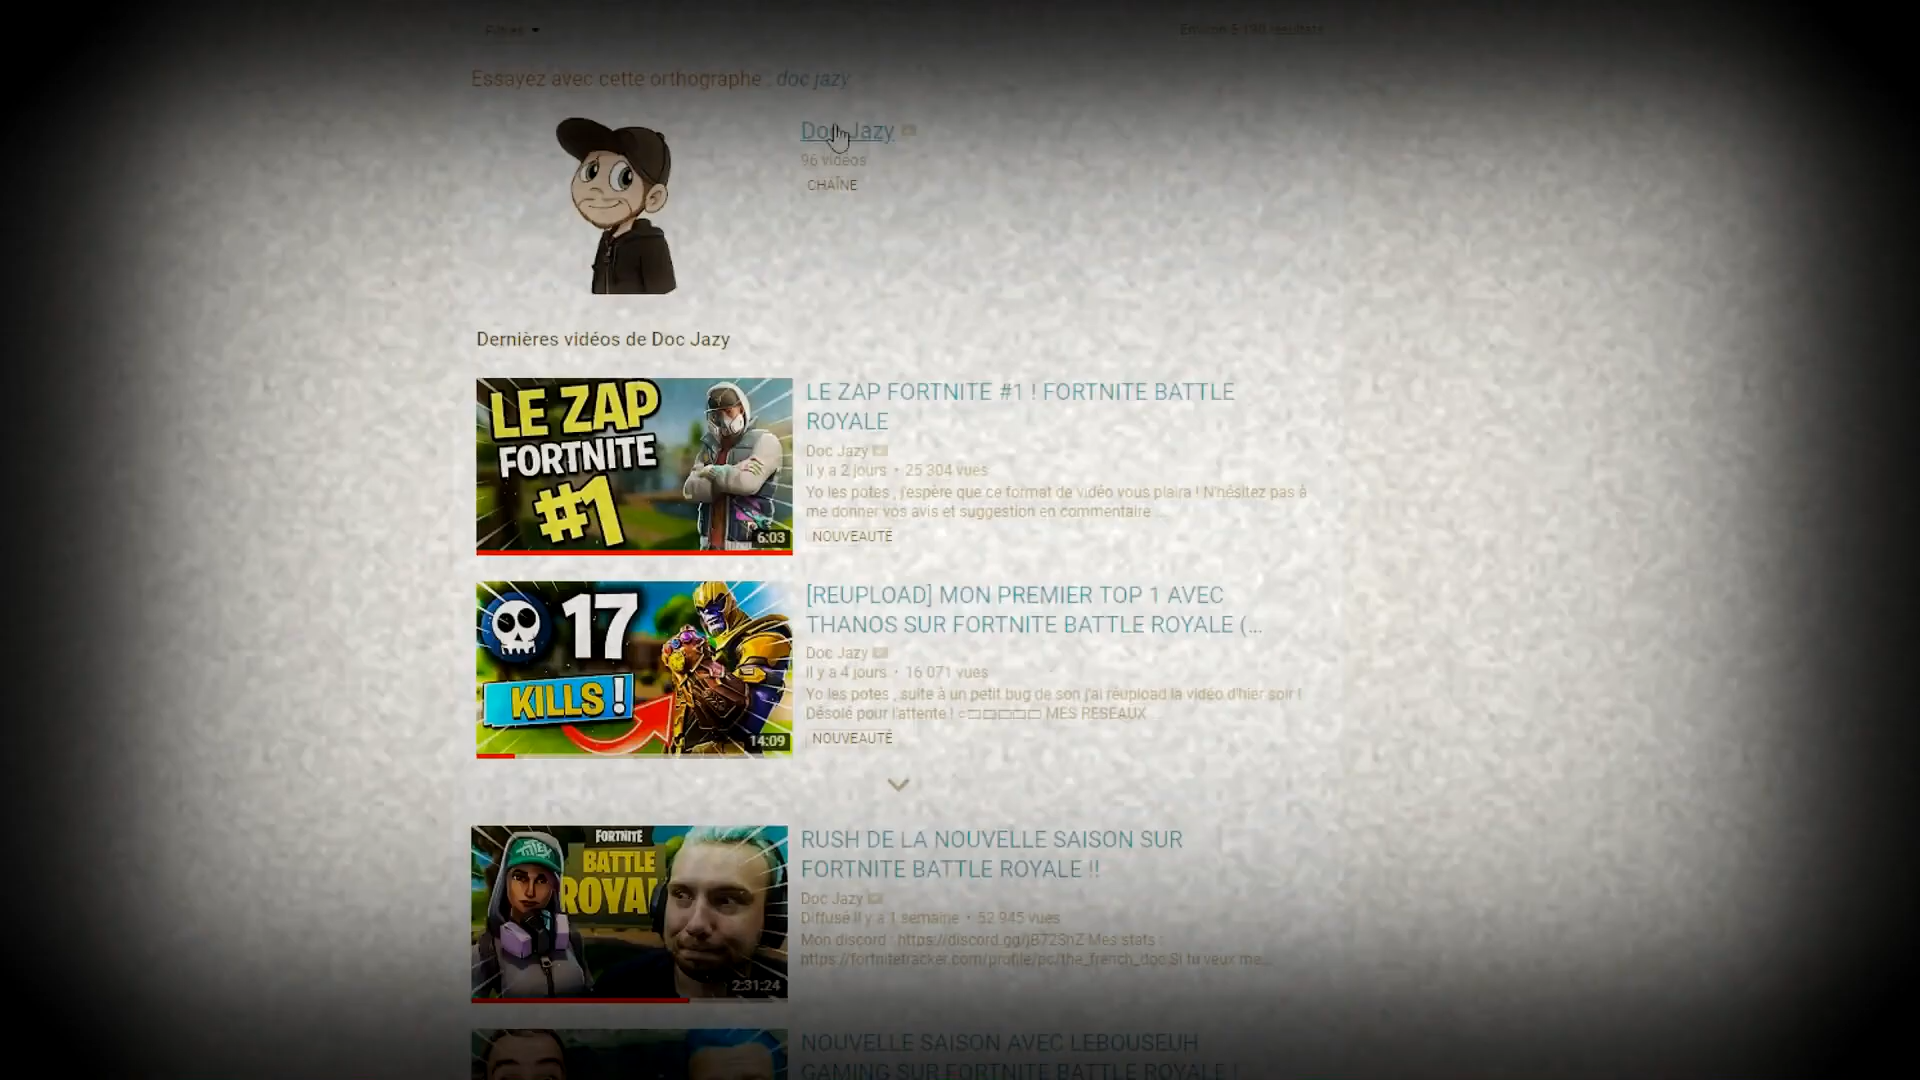 Filtres
Environ 5 190 résultats
Essayez avec cette orthographe : doc jazy
Doc Jazy
96 vidéos
CHAÎNE
Dernières vidéos de Doc Jazy
LE ZAP
FORTNITE
#1
6:03
LE ZAP FORTNITE #1 ! FORTNITE BATTLE
ROYALE
Doc Jazy
il y a 2 jours • 25 304 vues
Yo les potes , j'espère que ce format de vidéo vous plaira ! N'hésitez pas à
me donner vos avis et suggestion en commentaire ...
NOUVEAUTÉ
17
KILLS !
14:09
[REUPLOAD] MON PREMIER TOP 1 AVEC
THANOS SUR FORTNITE BATTLE ROYALE (...
Doc Jazy
il y a 4 jours • 16 071 vues
Yo les potes , suite à un petit bug de son j'ai réupload la vidéo d'hier soir !
Désolé pour l'attente ! MES RESEAUX ...
NOUVEAUTÉ
FORTNITE
BATTLE
ROYAL
2:31:24
RUSH DE LA NOUVELLE SAISON SUR
FORTNITE BATTLE ROYALE !!
Doc Jazy
Diffusé il y a 1 semaine • 52 945 vues
Mon discord : https://discord.gg/jB72ShZ Mes stats :
https://fortnitetracker.com/profile/pc/the_french_doc Si tu veux me...
NOUVELLE SAISON AVEC LEBOUSEUH
GAMING SUR FORTNITE BATTLE ROYALE !